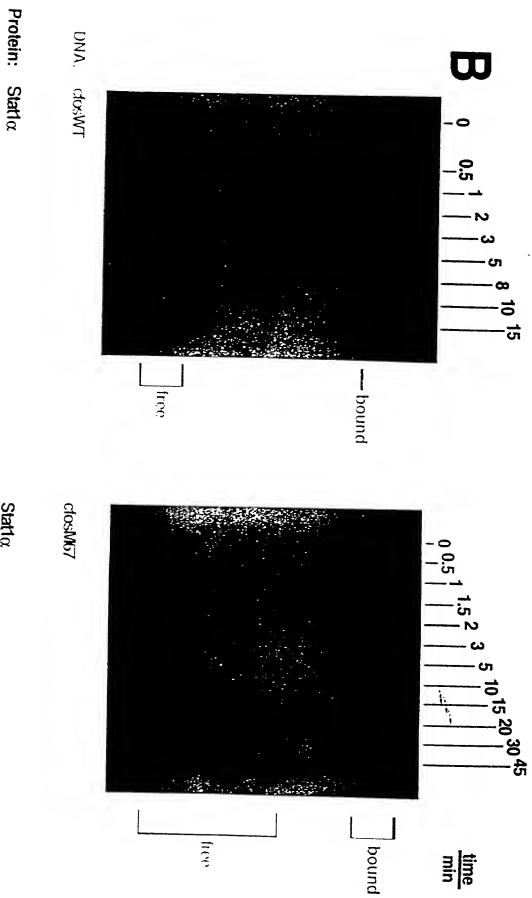 B
0 0.5 1 2 3 5 8 10 15
bound
free
DNA. cfosWT
Protein: Stat1α
0 0.5 1 1.5 2 3 5 10 15 20 30 45
time
min
bound
free
cfosM67
Stat1α